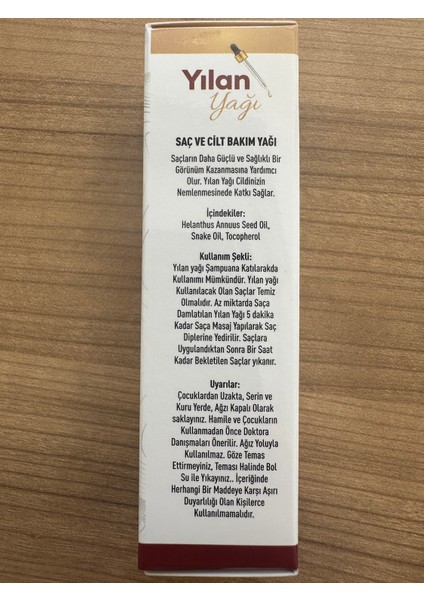 Yılan
Yağı
SAÇ VE CİLT BAKIM YAĞI
Saçların Daha Güçlü ve Sağlıklı Bir
Görünüm Kazanmasına Yardımcı
Olur. Yılan Yağı Cildinizin
Nemlenmesinede Katkı Sağlar.
İçindekiler:
Helanthus Annuus Seed Oil,
Snake Oil, Tocopherol
Kullanım Şekli:
Yılan yağı Şampuana Katılarakda
Kullanımı Mümkündür. Yılan yağı
Kullanılacak Olan Saçlar Temiz
Olmalıdır. Az miktarda Saça
Damlatılan Yılan Yağı 5 dakika
Kadar Saça Masaj Yapılarak Saç
Diplerine Yedirilir. Saçlara
Uygulandıktan Sonra Bir Saat
Kadar Bekletilen Saçlar yıkanır.
Uyarılar:
Çocuklardan Uzakta, Serin ve
Kuru Yerde, Ağzı Kapalı Olarak
saklayınız. Hamile ve Çocukların
Kullanmadan Önce Doktora
Danışmaları Önerilir. Ağız Yoluyla
Kullanılmaz. Göze Temas
Ettirmeyiniz, Teması Halinde Bol
Su ile Yıkayınız.. İçeriğinde
Herhangi Bir Maddeye Karşı Aşırı
Duyarlılığı Olan Kişilerce
Kullanılmamalıdır.